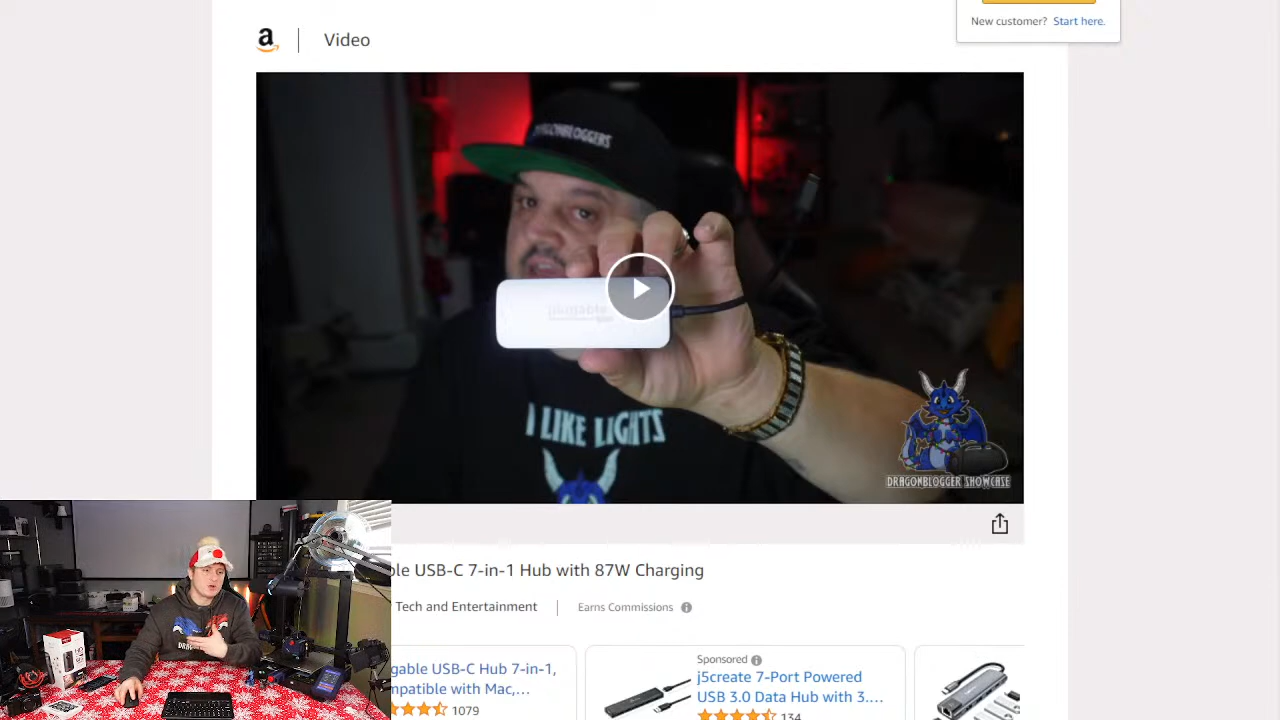 New customer? Start here.
a
Video
DRAGONBLOGGERS
I LIKE LIGHTS
DRAGONBLOGGER SHOWCASE
ble USB-C 7-in-1 Hub with 87W Charging
Tech and Entertainment
Earns Commissions
gable USB-C Hub 7-in-1,
npatible with Mac,...
1079
Sponsored
j5create 7-Port Powered
USB 3.0 Data Hub with 3....
134